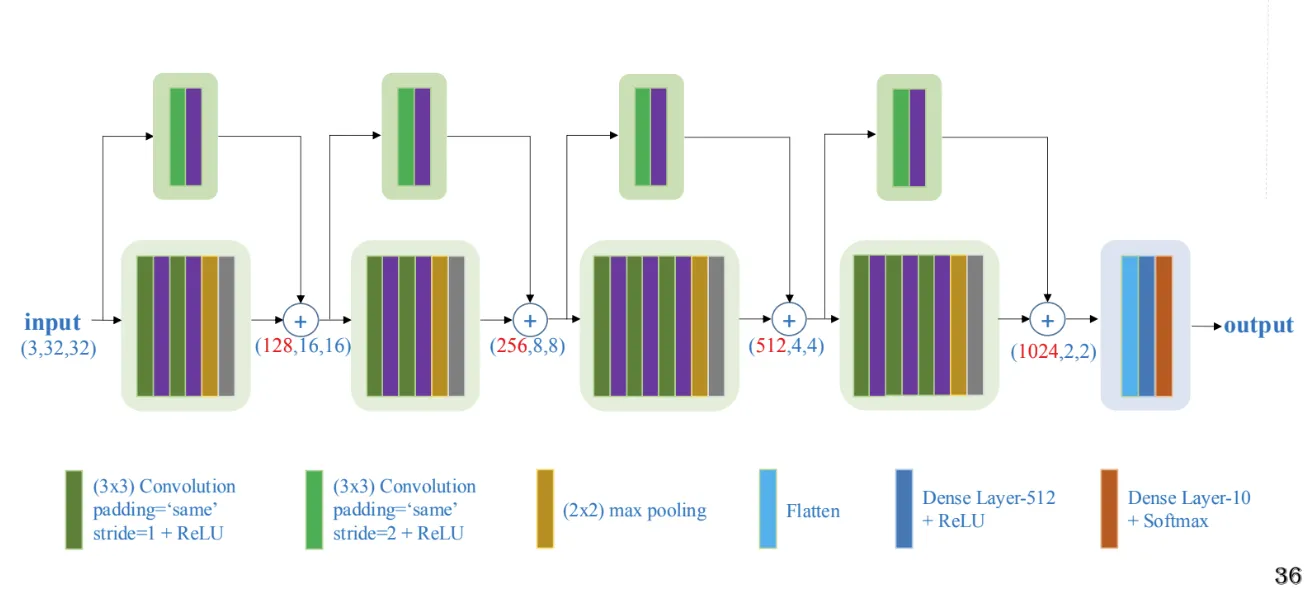 +
+
+
+
input
(3,32,32)
(128,16,16)
(256,8,8)
(512,4,4)
(1024,2,2)
output
(3x3) Convolution
padding=‘same’
stride=1 + ReLU
(3x3) Convolution
padding=‘same’
stride=2 + ReLU
(2x2) max pooling
Flatten
Dense Layer-512
+ ReLU
Dense Layer-10
+ Softmax
36